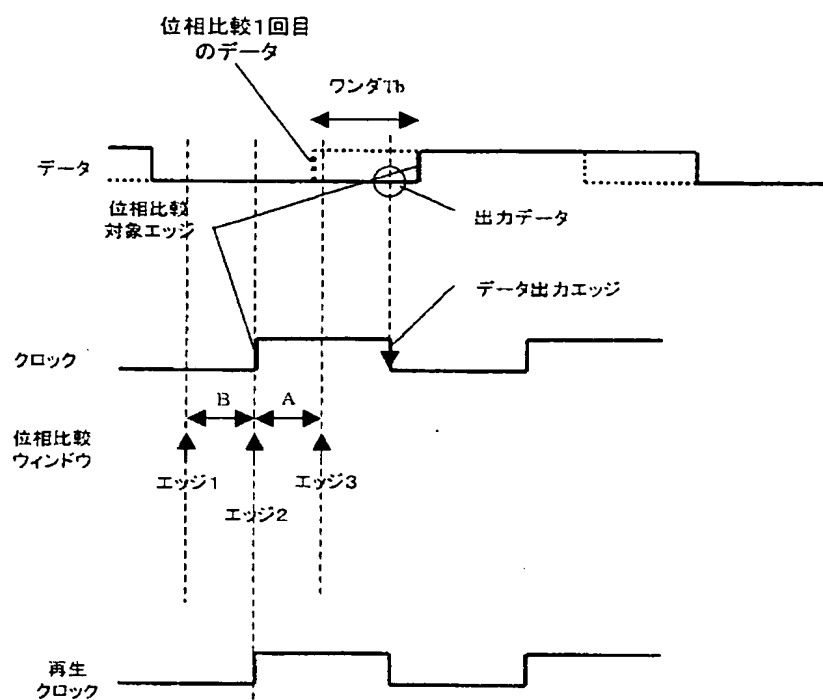 位相比較1回目
のデータ
ワンダTb
データ
位相比較
対象エッジ
出力データ
データ出力エッジ
クロック
B
A
位相比較
ウィンドウ
エッジ1
エッジ3
エッジ2
再生
クロック